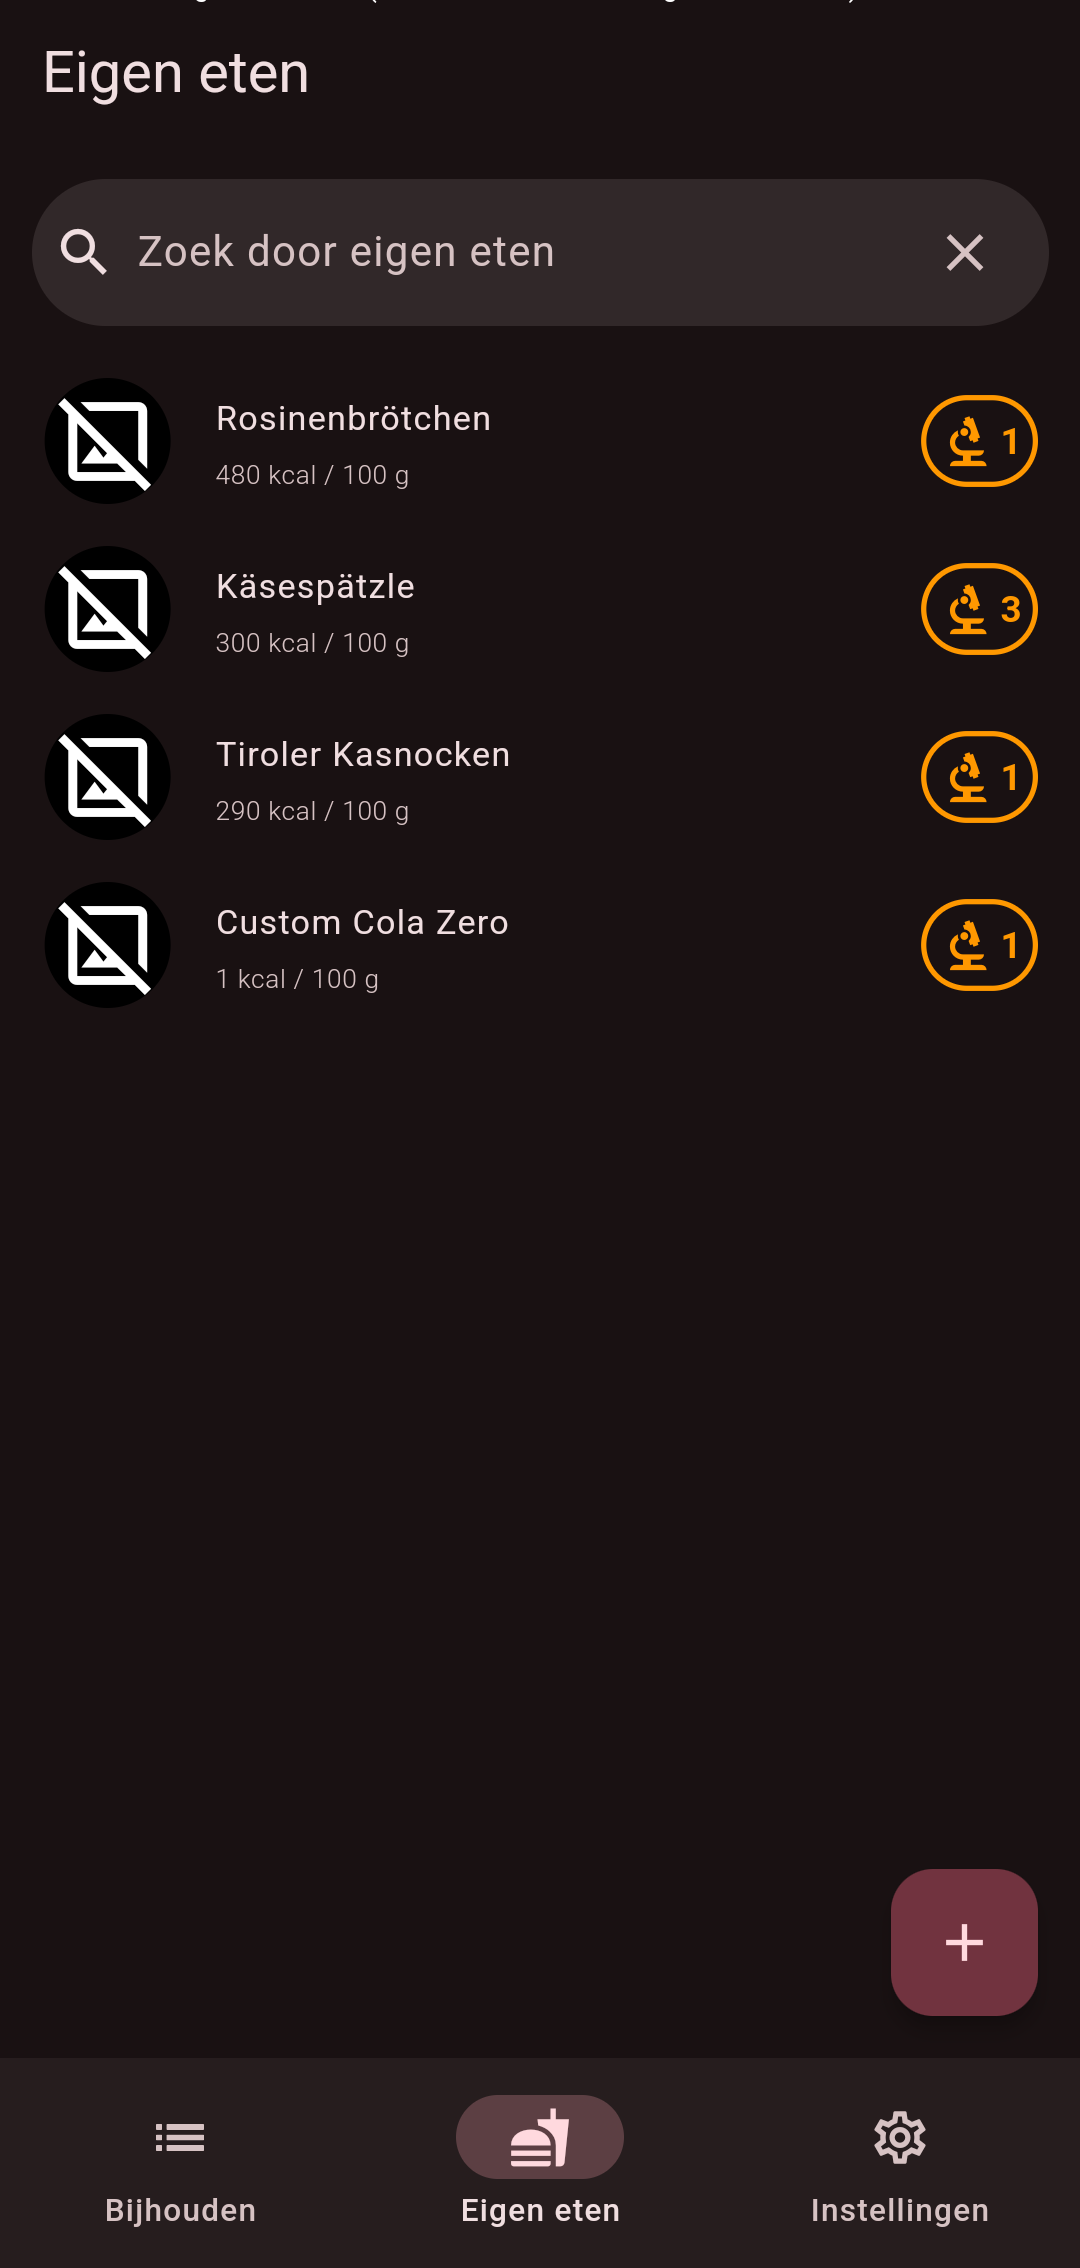 Eigen eten
Zoek door eigen eten
Rosinenbrötchen
480 kcal / 100 g
1
Käsespätzle
300 kcal / 100 g
3
Tiroler Kasnocken
290 kcal / 100 g
1
Custom Cola Zero
1 kcal / 100 g
1
Bijhouden
Eigen eten
Instellingen